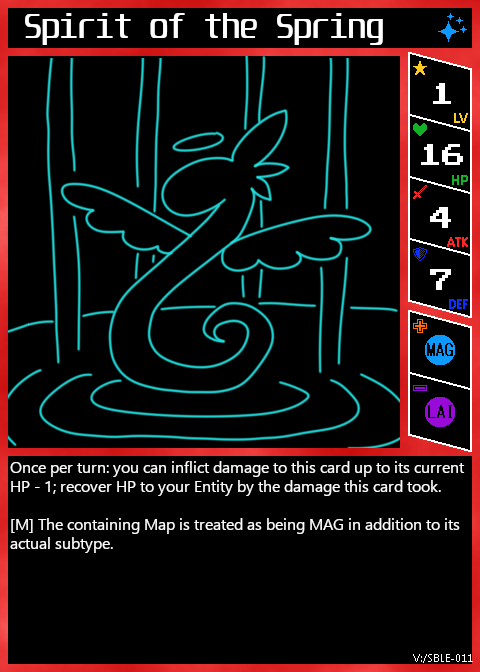 Spirit of the Spring
1
LV
16
HP
4
ATK
7
DEF
MAG
LAI
Once per turn: you can inflict damage to this card up to its current
HP - 1; recover HP to your Entity by the damage this card took.
[M] The containing Map is treated as being MAG in addition to its
actual subtype.
V:/SBLE-011